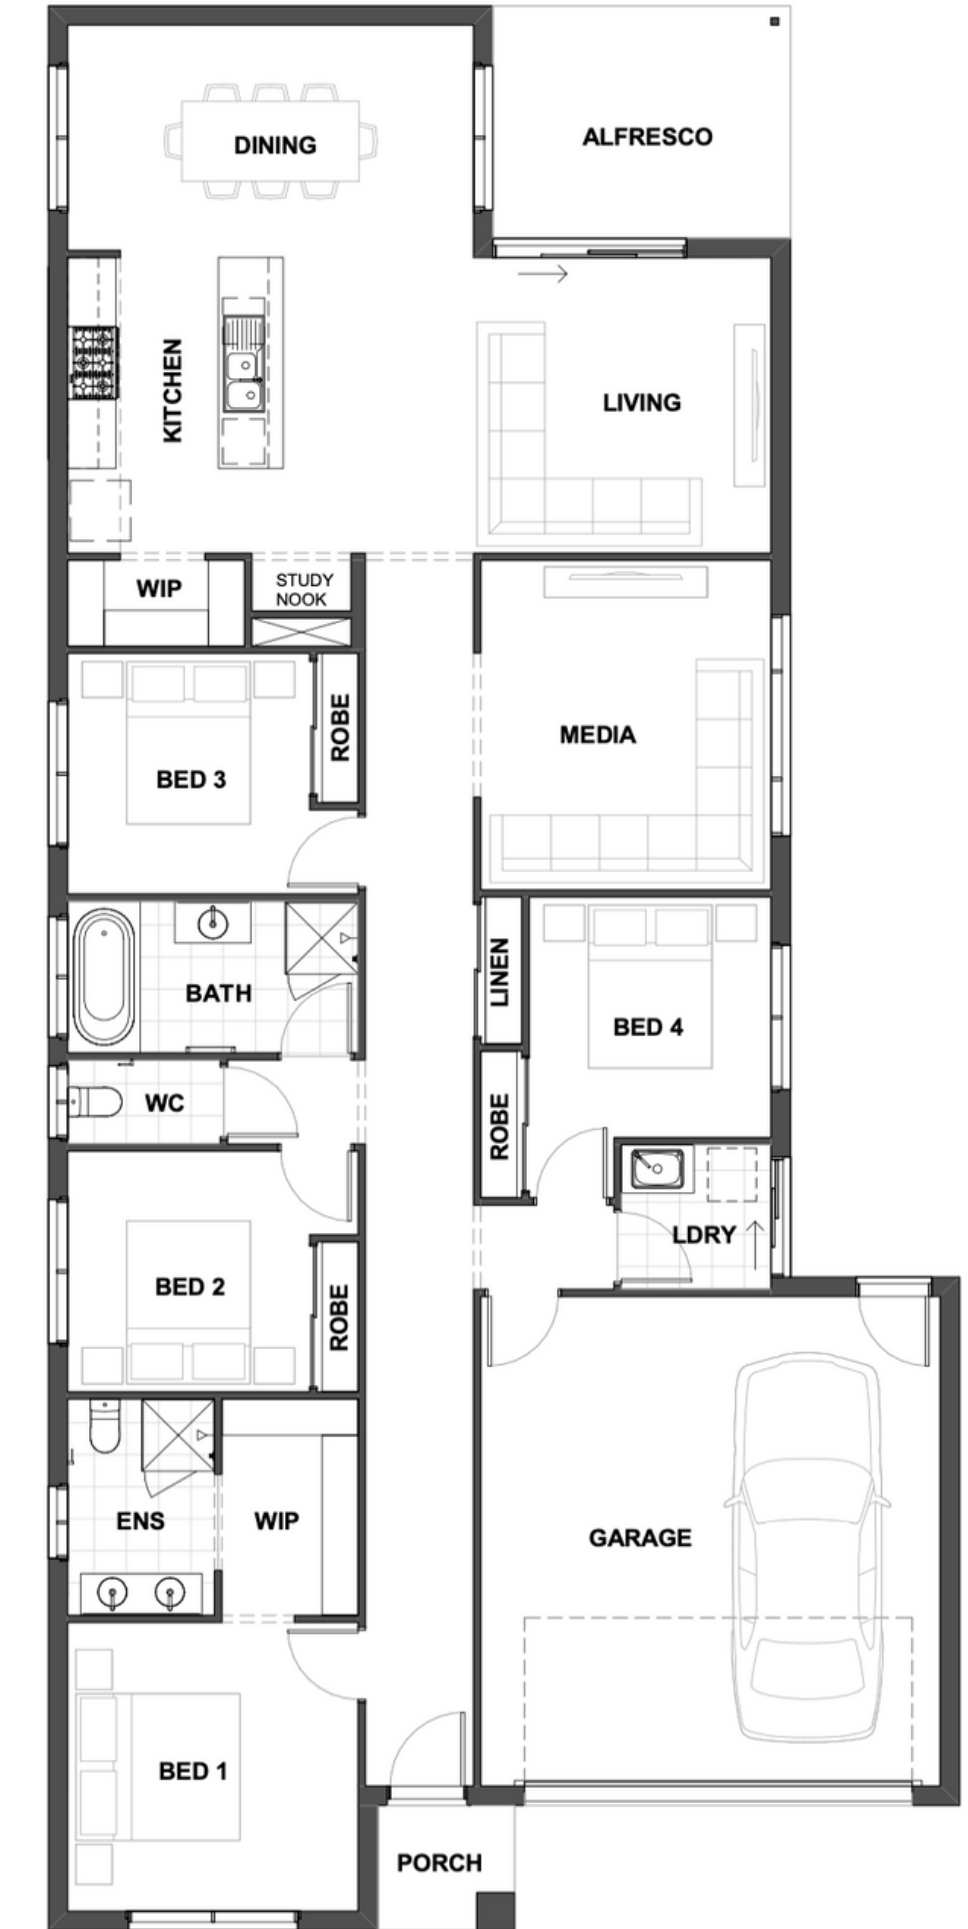 DINING
ALFRESCO
KITCHEN
LIVING
WIP
STUDY
NOOK
ROBE
MEDIA
BED 3
LINEN
BATH
BED 4
WC
ROBE
LDRY
BED 2
ROBE
ENS
WIP
GARAGE
BED 1
PORCH